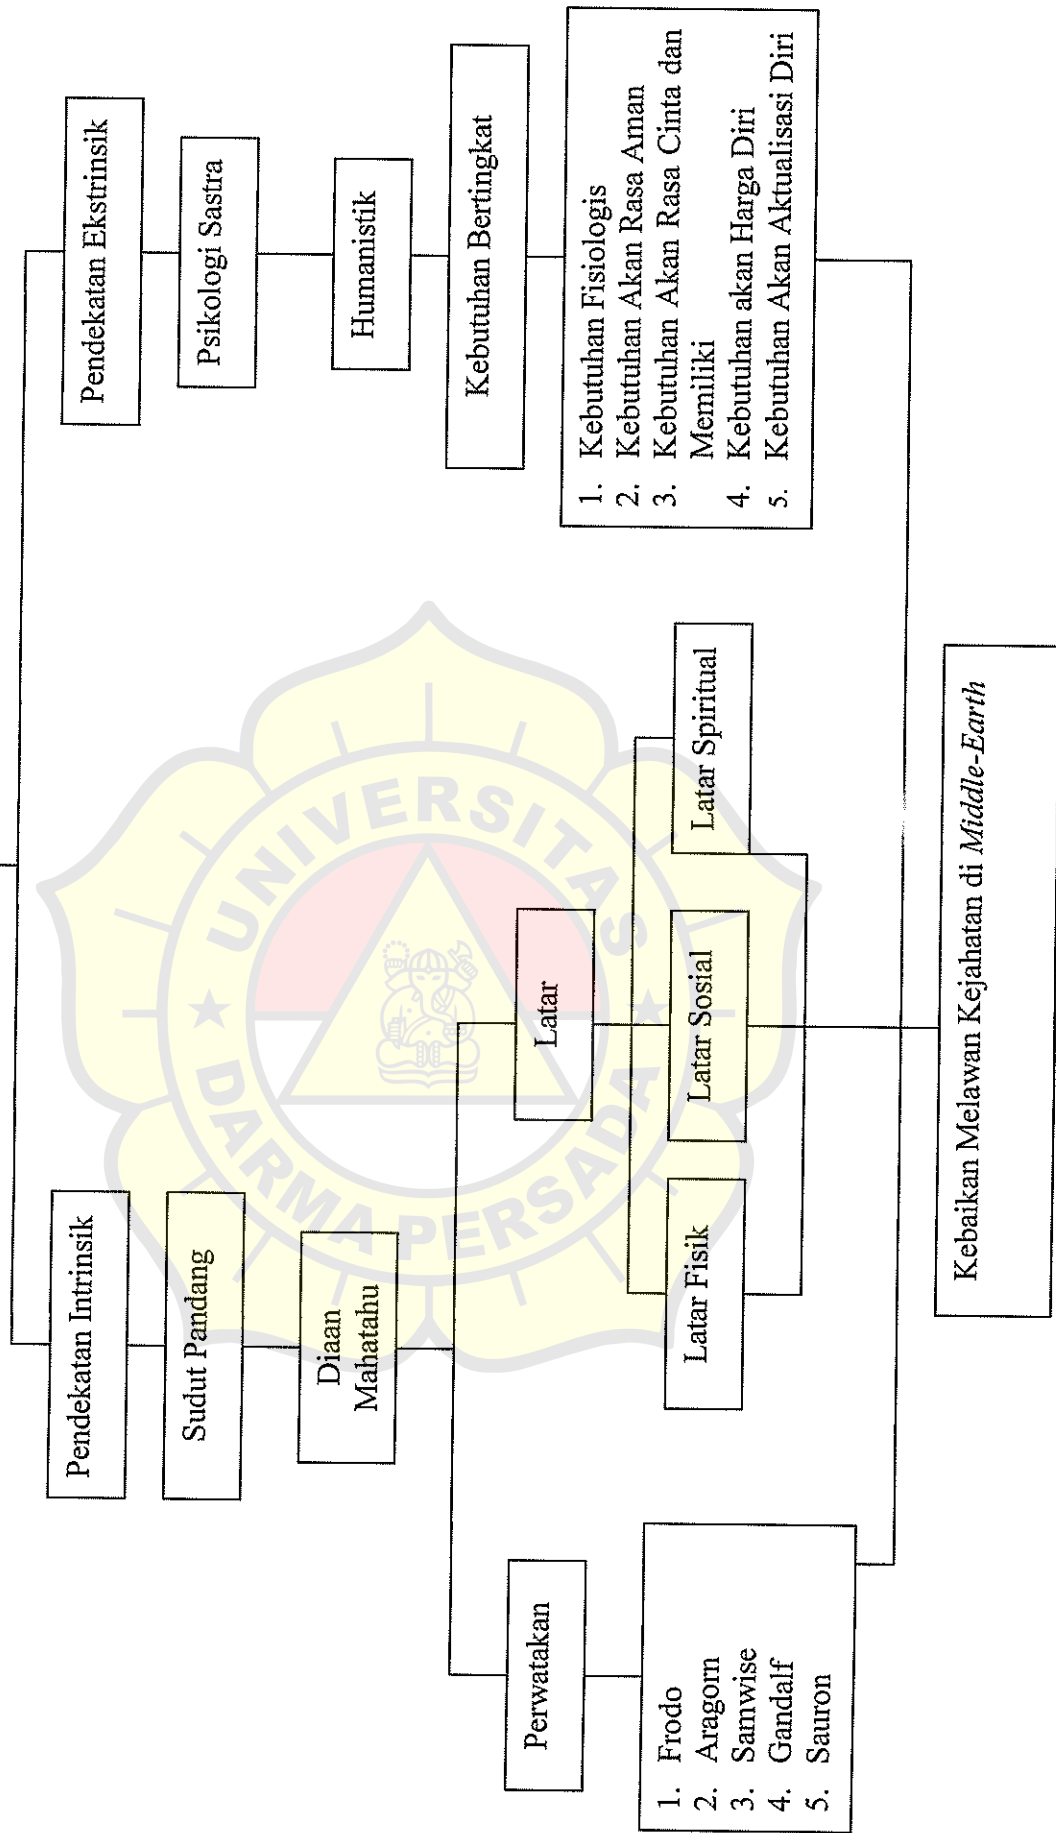 Pendekatan Intrinsik
Pendekatan Ekstrinsik
Sudut Pandang
Psikologi Sastra
Diaan
Mahatahu
Humanistik
Kebutuhan Bertingkat
Perwatakan
Latar
1. Frodo
2. Aragorn
3. Samwise
4. Gandalf
5. Sauron
Latar Fisik
Latar Sosial
Latar Spiritual
1. Kebutuhan Fisiologis
2. Kebutuhan Akan Rasa Aman
3. Kebutuhan Akan Rasa Cinta dan
Memiliki
4. Kebutuhan akan Harga Diri
5. Kebutuhan Akan Aktualisasi Diri
Kebaikan Melawan Kejahatan di Middle-Earth
UNIVERSITAS
DARMA PERSADA